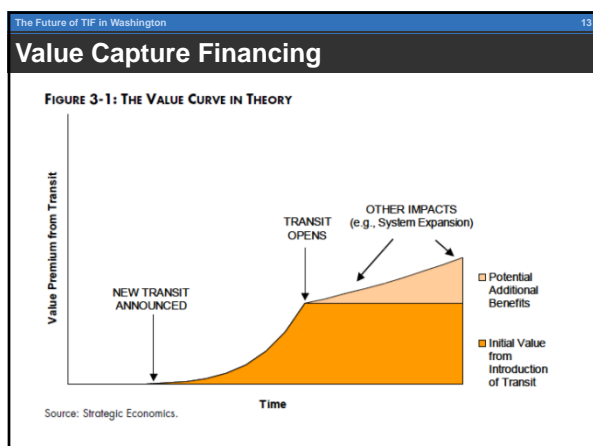 The Future of TIF in Washington
13
Value Capture Financing
FIGURE 3-1: THE VALUE CURVE IN THEORY
Value Premium from Transit
NEW TRANSIT
ANNOUNCED
TRANSIT
OPENS
OTHER IMPACTS
(e.g., System Expansion)
Potential
Additional
Benefits
Initial Value
from
Introduction
of Transit
Time
Source: Strategic Economics.